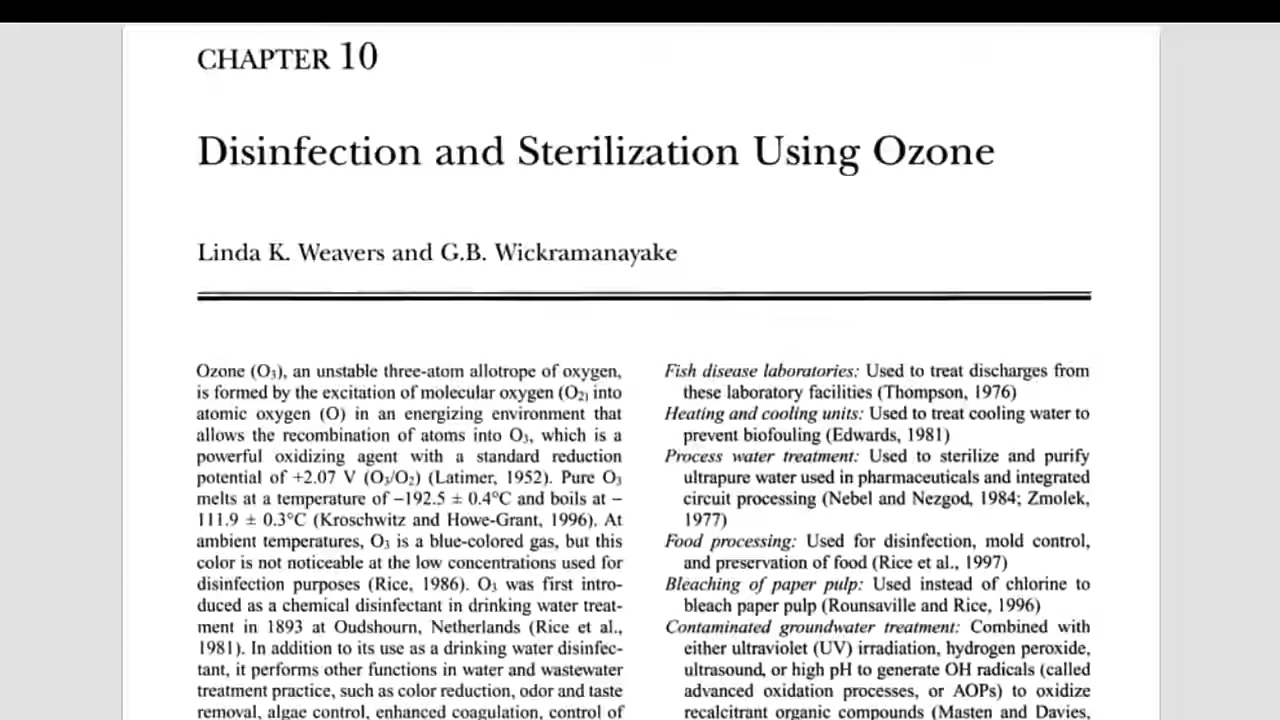 CHAPTER 10
Disinfection and Sterilization Using Ozone
Linda K. Weavers and G.B. Wickramanayake
Ozone (O₃), an unstable three-atom allotrope of oxygen,
is formed by the excitation of molecular oxygen (O₂) into
atomic oxygen (O) in an energizing environment that
allows the recombination of atoms into O₃, which is a
powerful oxidizing agent with a standard reduction
potential of +2.07 V (O₃/O₂) (Latimer, 1952). Pure O₃
melts at a temperature of −192.5 ± 0.4°C and boils at −
111.9 ± 0.3°C (Kroschwitz and Howe-Grant, 1996). At
ambient temperatures, O₃ is a blue-colored gas, but this
color is not noticeable at the low concentrations used for
disinfection purposes (Rice, 1986). O₃ was first intro-
duced as a chemical disinfectant in drinking water treat-
ment in 1893 at Oudshourn, Netherlands (Rice et al.,
1981). In addition to its use as a drinking water disinfec-
tant, it performs other functions in water and wastewater
treatment practice, such as color reduction, odor and taste
removal, algae control, enhanced coagulation, control of
Fish disease laboratories: Used to treat discharges from
these laboratory facilities (Thompson, 1976)
Heating and cooling units: Used to treat cooling water to
prevent biofouling (Edwards, 1981)
Process water treatment: Used to sterilize and purify
ultrapure water used in pharmaceuticals and integrated
circuit processing (Nebel and Nezgod, 1984; Zmolek,
1977)
Food processing: Used for disinfection, mold control,
and preservation of food (Rice et al., 1997)
Bleaching of paper pulp: Used instead of chlorine to
bleach paper pulp (Rounsaville and Rice, 1996)
Contaminated groundwater treatment: Combined with
either ultraviolet (UV) irradiation, hydrogen peroxide,
ultrasound, or high pH to generate OH radicals (called
advanced oxidation processes, or AOPs) to oxidize
recalcitrant organic compounds (Masten and Davies,